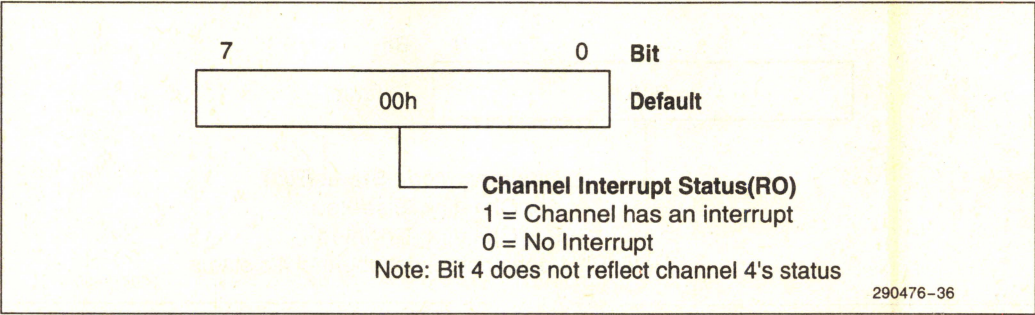 7 0 Bit
00h Default
Channel Interrupt Status(RO)
1 = Channel has an interrupt
0 = No Interrupt
Note: Bit 4 does not reflect channel 4's status
290476-36